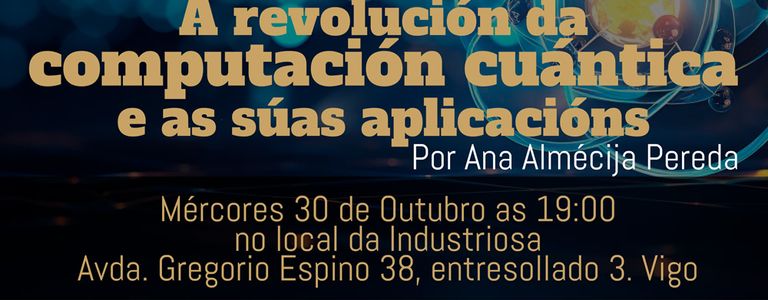 A revolución da
computación cuántica
e as súas aplicacións
Por Ana Almécija Pereda
Mércores 30 de Outubro as 19:00
no local da Industriosa
Avda. Gregorio Espino 38, entresollado 3. Vigo